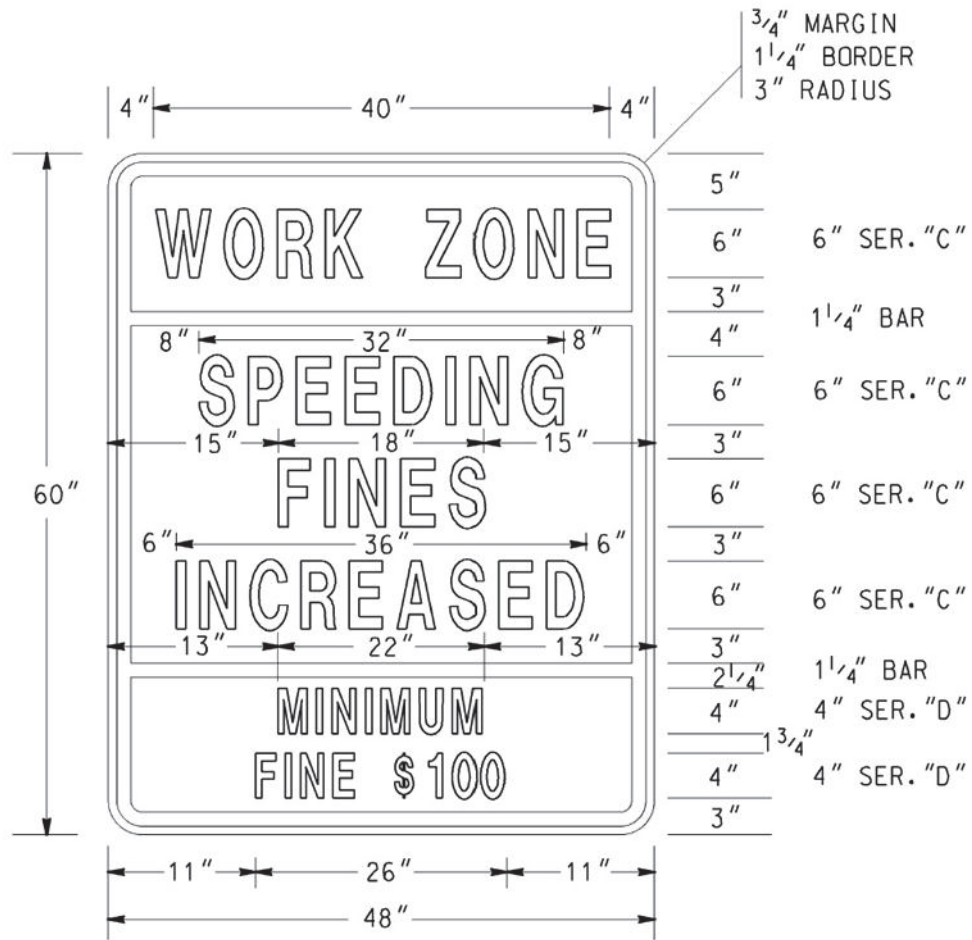 3/4" MARGIN
1 1/4" BORDER
3" RADIUS
4" 40" 4"
5"
WORK ZONE 6" 6" SER."C"
3"
1 1/4" BAR
8" 32" 8" 4"
SPEEDING 6" 6" SER."C"
15" 18" 15" 3"
60" FINES 6" 6" SER."C"
6" 36" 6" 3"
INCREASED 6" 6" SER."C"
13" 22" 13" 3"
2 1/4" 1 1/4" BAR
MINIMUM 4" 4" SER."D"
1 3/4"
FINE $100 4" 4" SER."D"
3"
11" 26" 11"
48"